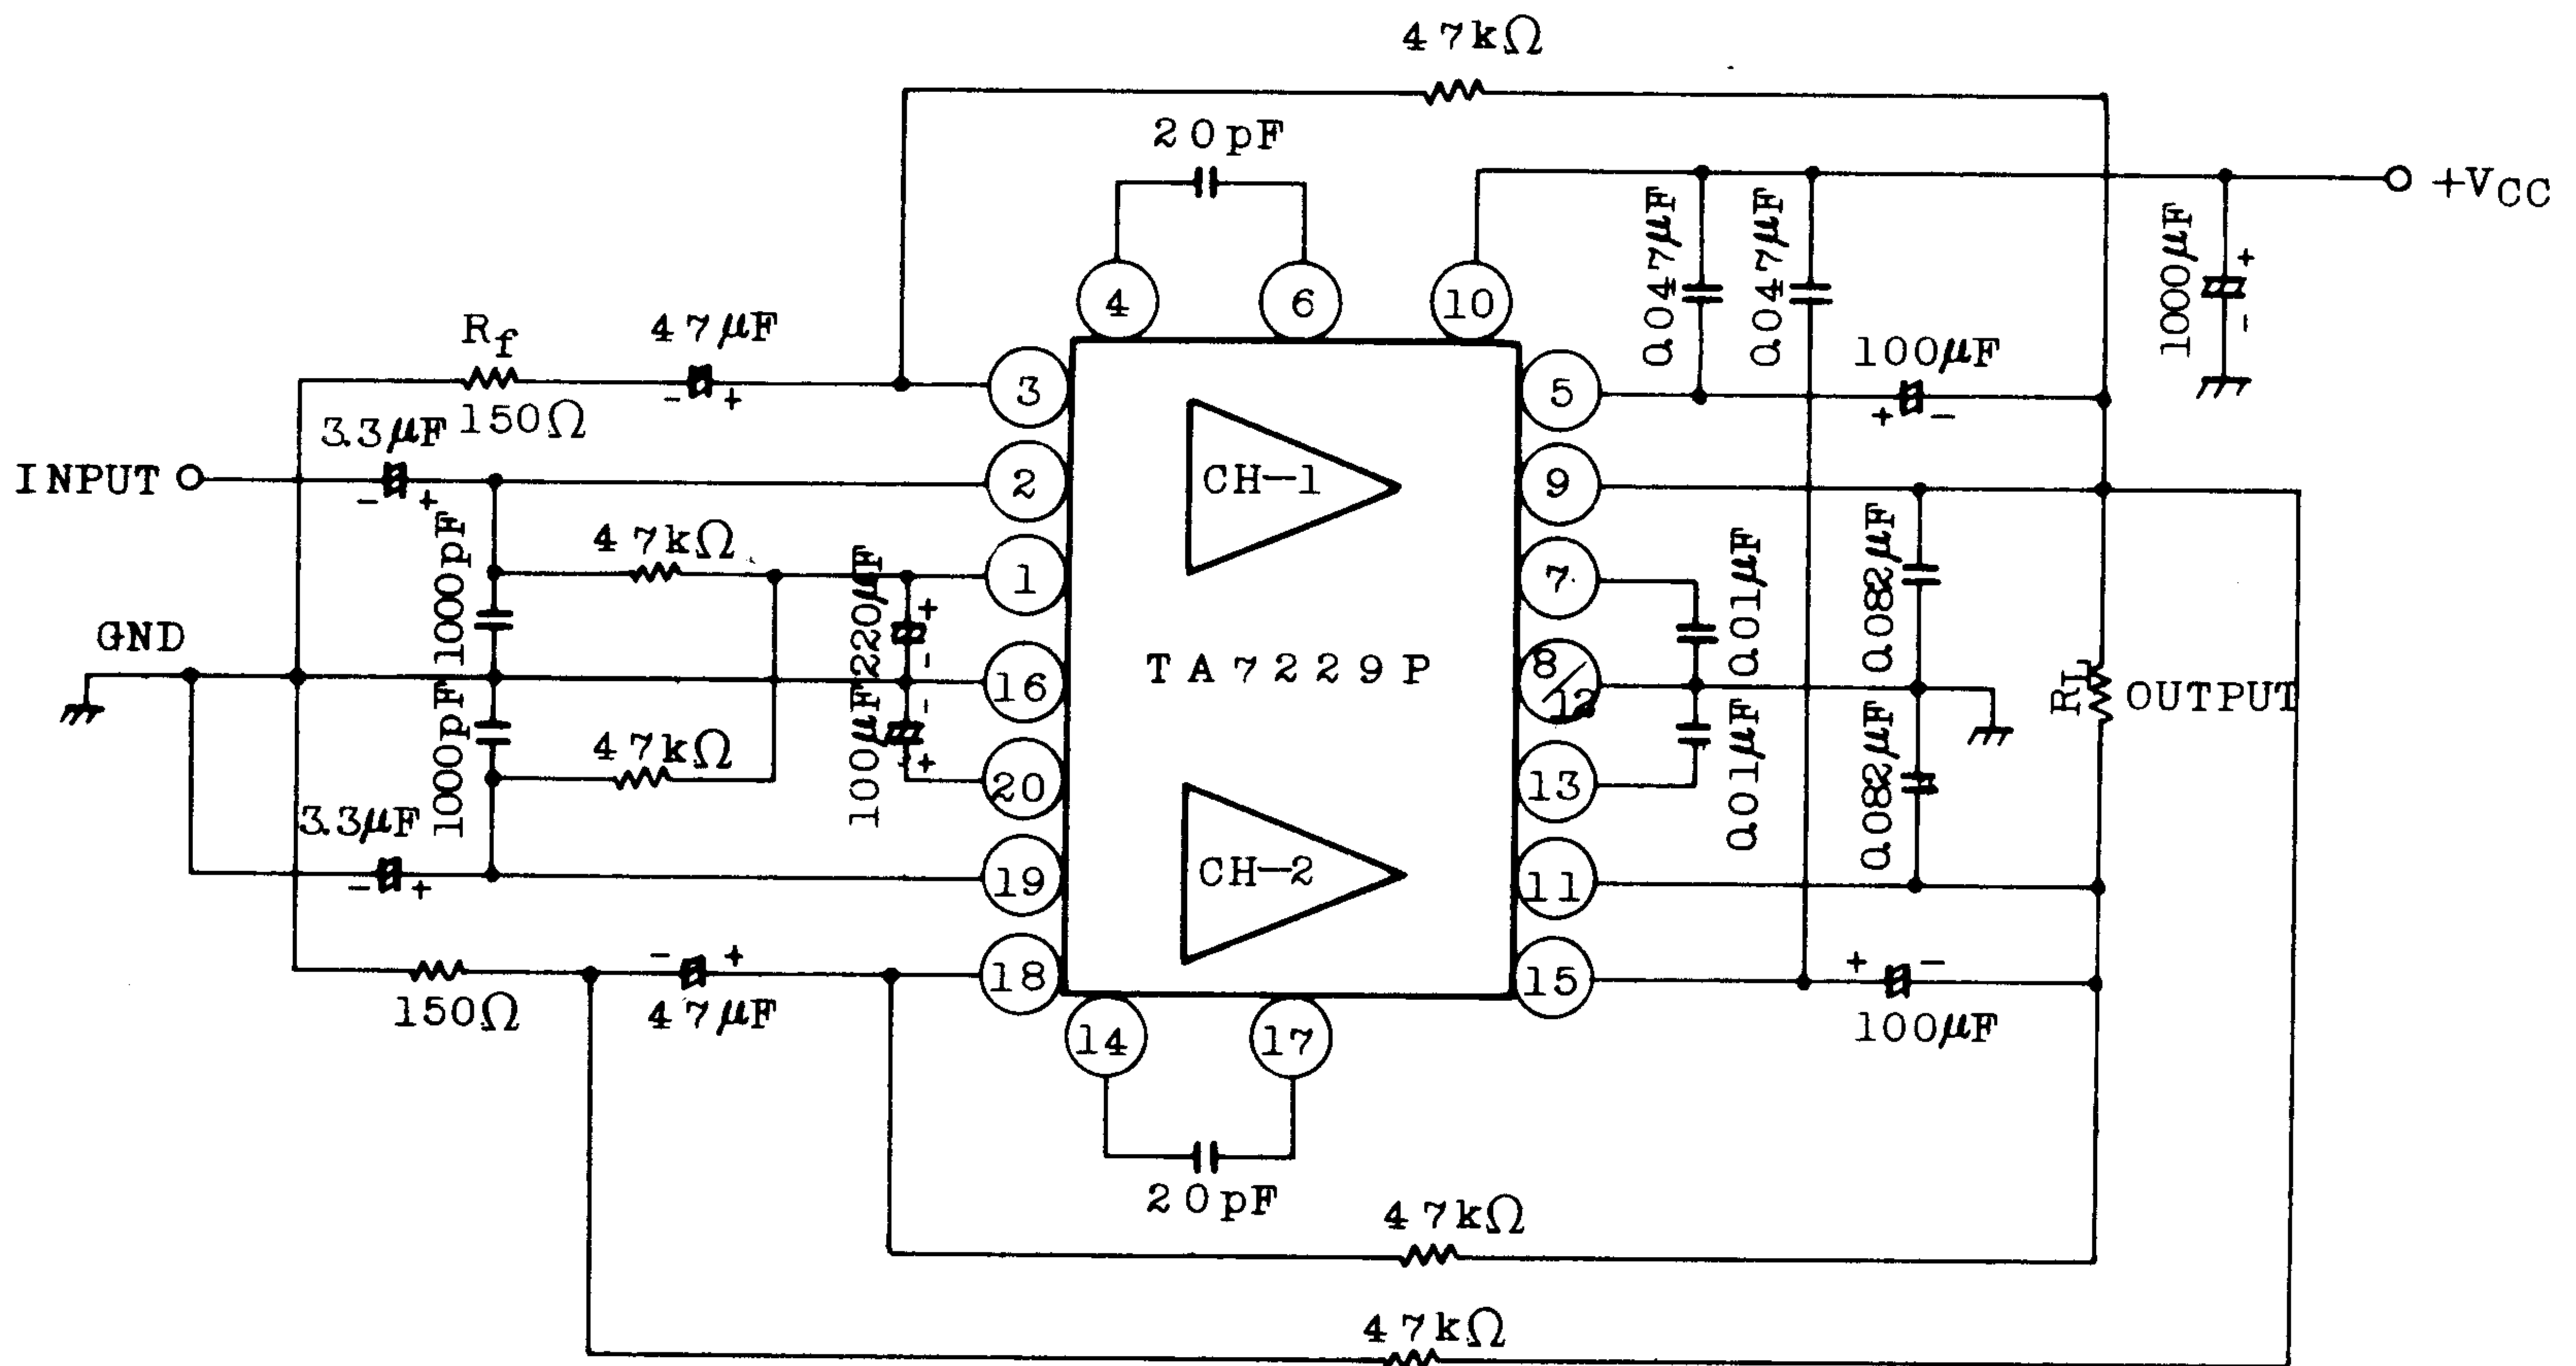 47kΩ
20pF
+VCC
0.047μF
0.047μF
1000μF
+
-
4
6
10
Rf
150Ω
47μF
- +
3
5
100μF
+ -
INPUT
3.3μF
- +
2
CH-1
9
1000pF
47kΩ
220μF
+
-
1
7
0.01μF
0.082μF
GND
16
TA7229P
8/12
RL
OUTPUT
1000pF
47kΩ
100μF
-
+
20
13
0.01μF
0.082μF
3.3μF
- +
19
CH-2
11
150Ω
- +
47μF
18
15
+ -
100μF
14
17
20pF
47kΩ
47kΩ